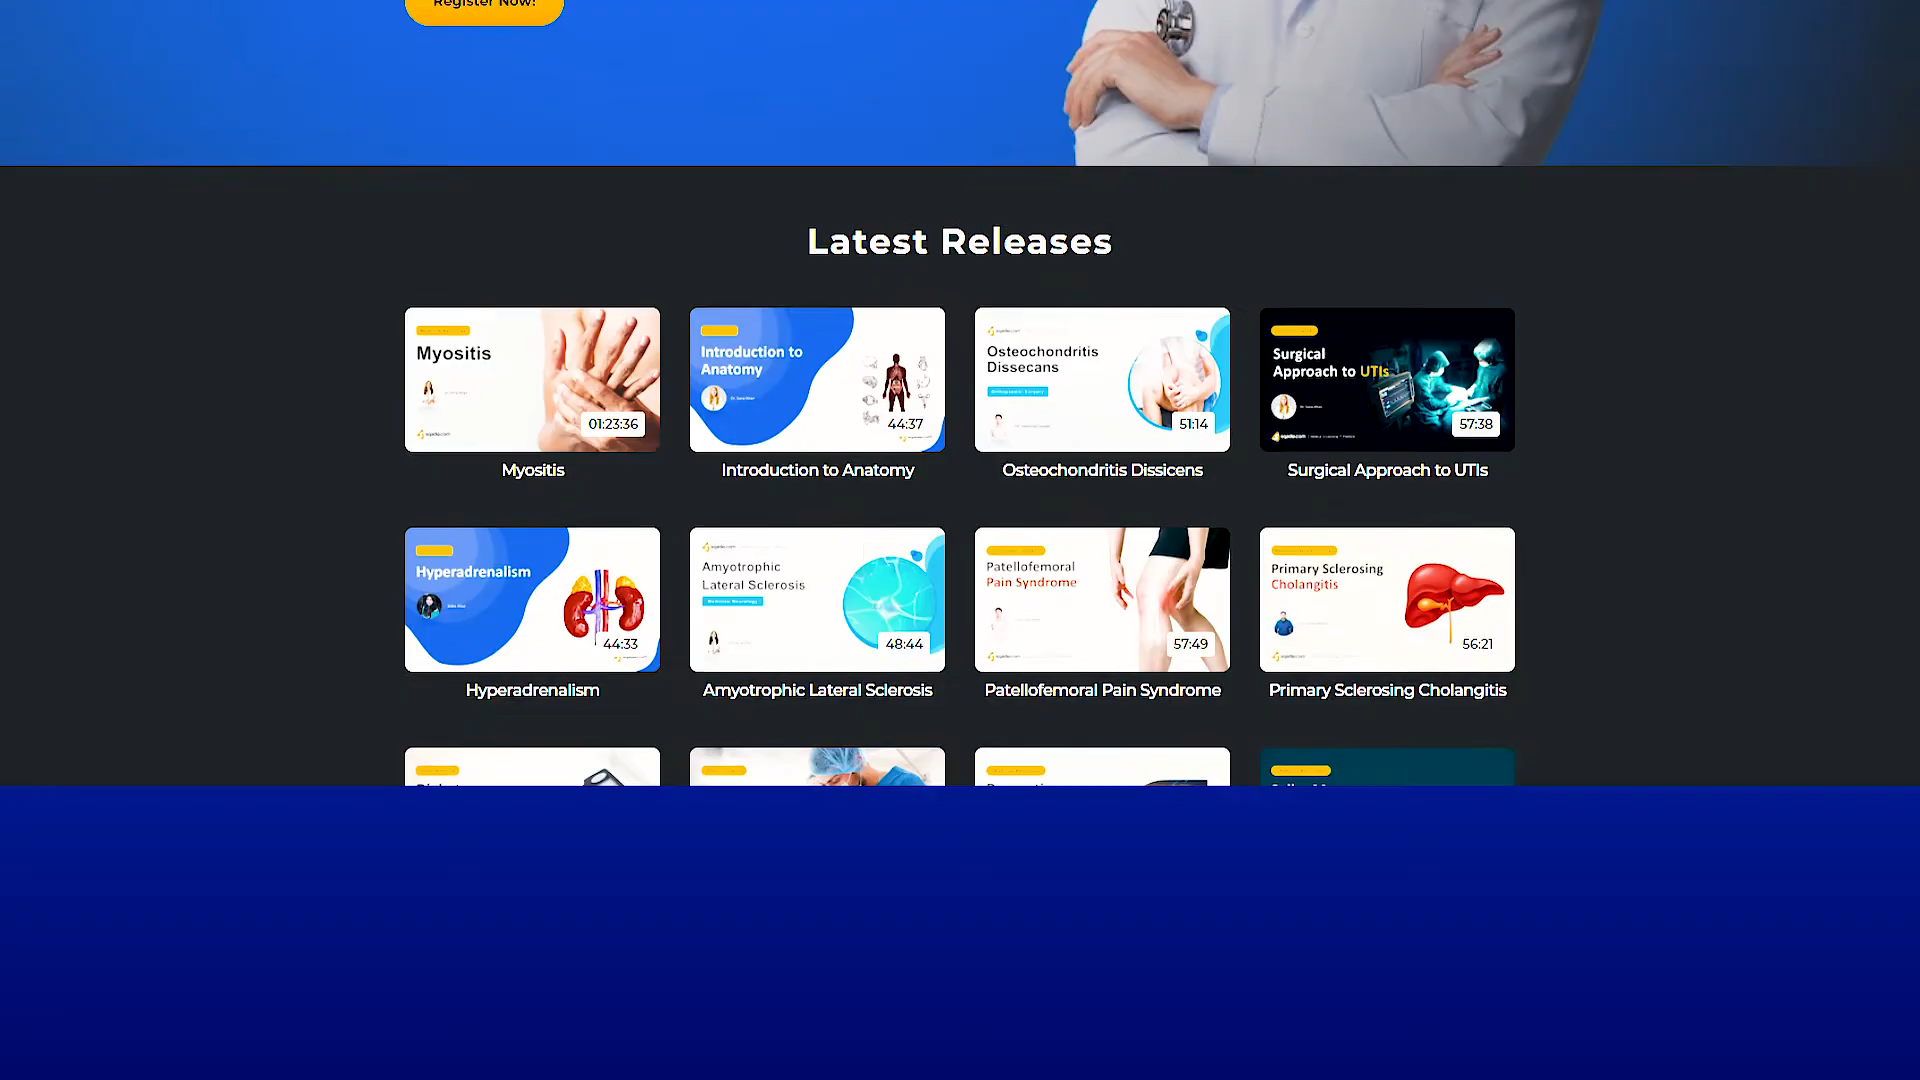 Register Now!
Latest Releases
Myositis
01:23:36
Myositis
Introduction to
Anatomy
44:37
Introduction to Anatomy
Osteochondritis
Dissecans
Orthopaedic Surgery
51:14
Osteochondritis Dissicens
Surgical
Approach to UTIs
57:38
Surgical Approach to UTIs
Hyperadrenalism
44:33
Hyperadrenalism
Amyotrophic
Lateral Sclerosis
48:44
Amyotrophic Lateral Sclerosis
Patellofemoral
Pain Syndrome
57:49
Patellofemoral Pain Syndrome
Primary Sclerosing
Cholangitis
56:21
Primary Sclerosing Cholangitis